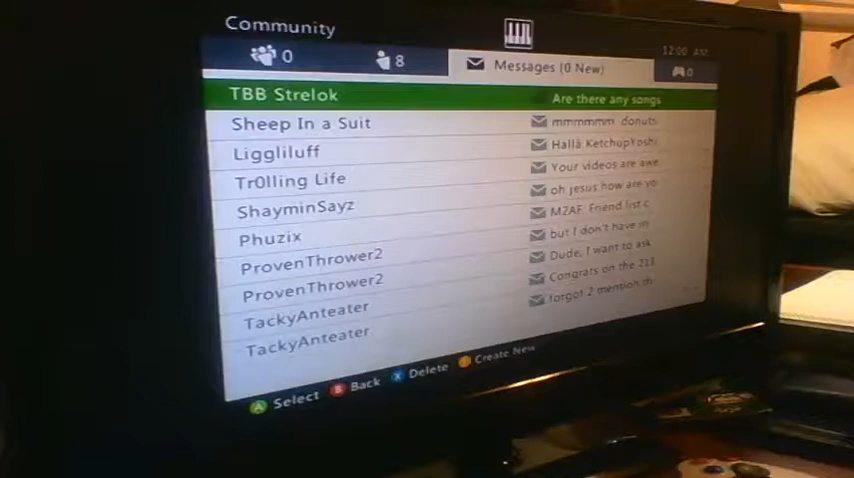 Community
12:00 AM
0
8
Messages (0 New)
0
TBB Strelok Are there any songs
Sheep In a Suit mmmmmm donuts
Liggliluff Hallå KetchupYoshi
Tr0lling Life Your videos are awe
ShayminSayz oh jesus how are yo
Phuzix MZAF Friend list c
ProvenThrower2 but I don't have
ProvenThrower2 Dude, I want to ask
TackyAnteater Congrats on the 213
TackyAnteater forgot 2 mention th
A Select B Back X Delete Create New